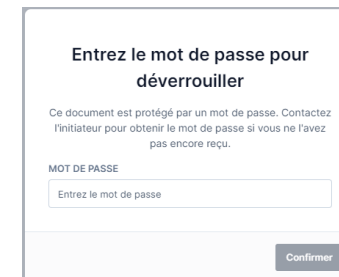 Entrez le mot de passe pour
déverrouiller
Ce document est protégé par un mot de passe. Contactez
l'initiateur pour obtenir le mot de passe si vous ne l'avez
pas encore reçu.
MOT DE PASSE
Entrez le mot de passe
Confirmer